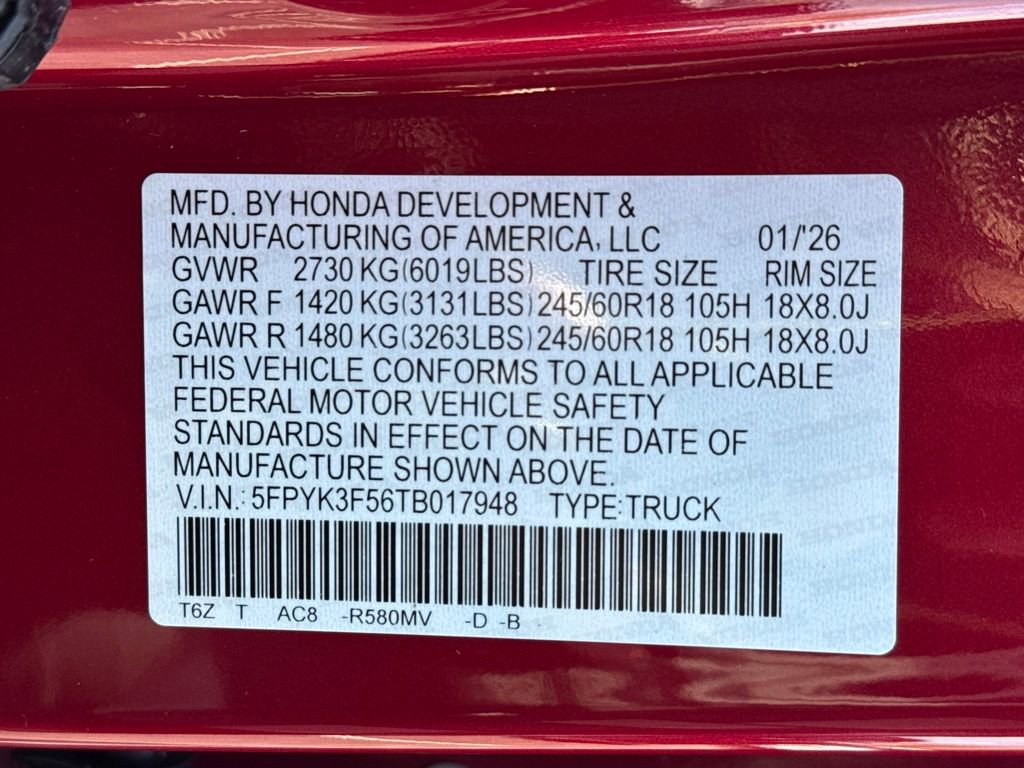 MFD. BY HONDA DEVELOPMENT &
MANUFACTURING OF AMERICA, LLC 01/'26
GVWR 2730 KG(6019LBS) TIRE SIZE RIM SIZE
GAWR F 1420 KG(3131LBS) 245/60R18 105H 18X8.0J
GAWR R 1480 KG(3263LBS) 245/60R18 105H 18X8.0J
THIS VEHICLE CONFORMS TO ALL APPLICABLE
FEDERAL MOTOR VEHICLE SAFETY
STANDARDS IN EFFECT ON THE DATE OF
MANUFACTURE SHOWN ABOVE.
V.I.N.: 5FPYK3F56TB017948 TYPE:TRUCK
T6Z T AC8 -R580MV -D -B